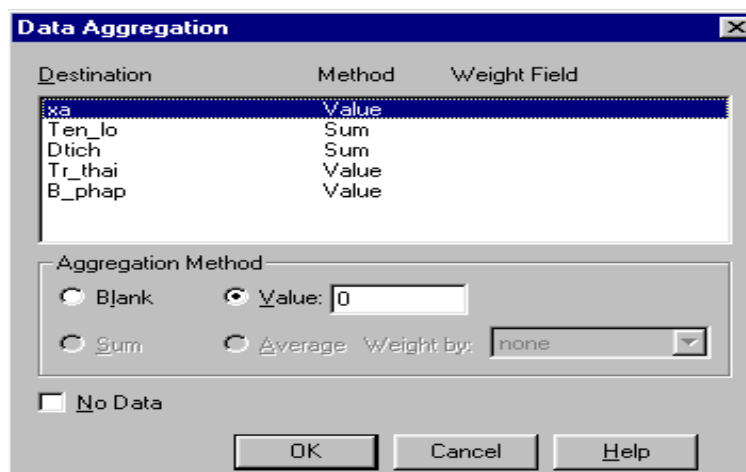 Data Aggregation
Destination Method Weight Field
xa Value
Ten_lo Sum
Dtich Sum
Tr_thai Value
B_phap Value
Aggregation Method
Blank Value: 0
Sum Average Weight by: none
No Data
OK Cancel Help